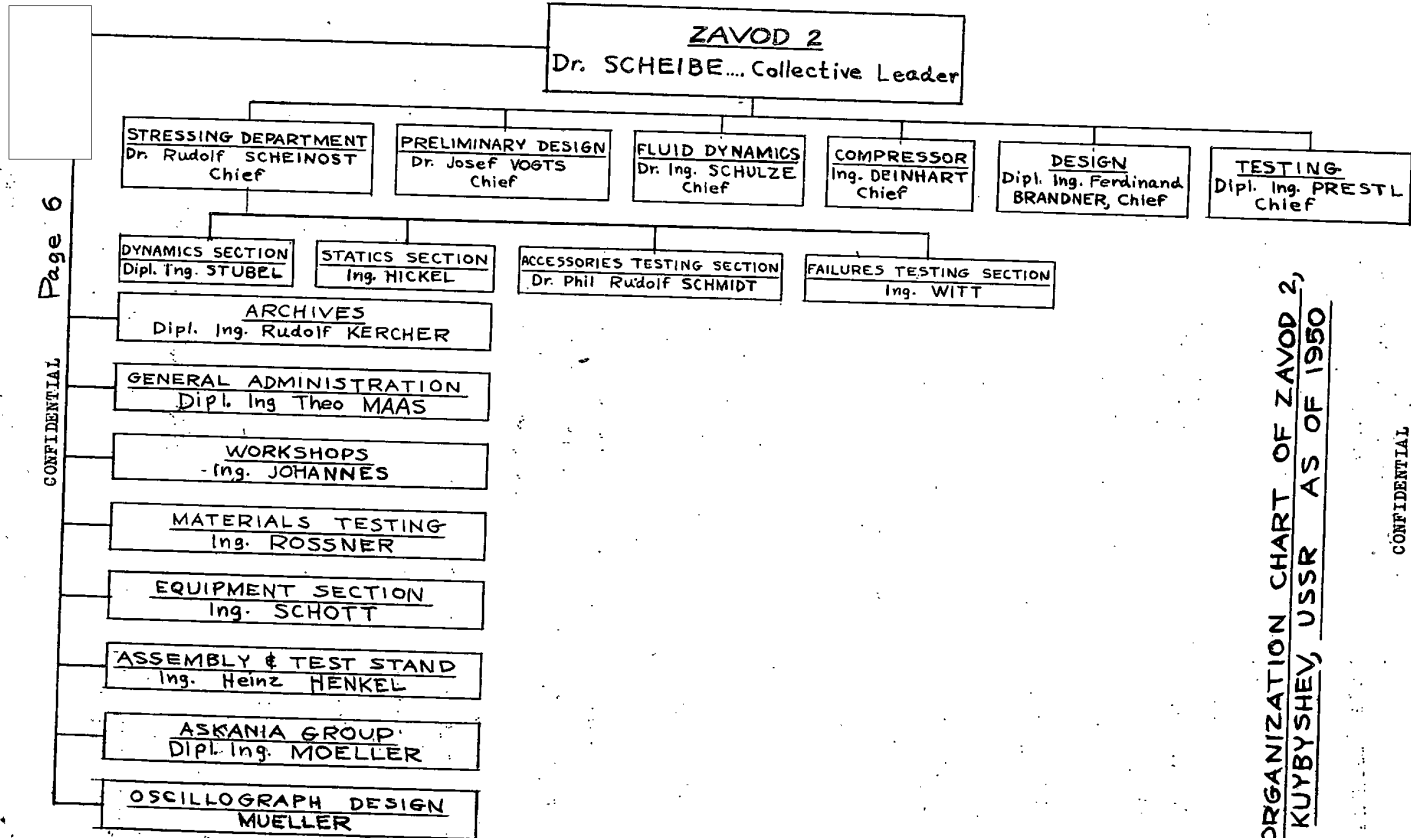 ZAVOD 2
Dr. SCHEIBE.... Collective Leader
STRESSING DEPARTMENT
Dr. Rudolf SCHEINOST
Chief
PRELIMINARY DESIGN
Dr. Josef VOGTS
Chief
FLUID DYNAMICS
Dr. Ing. SCHULZE
Chief
COMPRESSOR
Ing. DEINHART
Chief
DESIGN
Dipl. Ing. Ferdinand
BRANDNER, Chief
TESTING
Dipl. Ing. PRESTL
Chief
DYNAMICS SECTION
Dipl. Ing. STUBEL
STATICS SECTION
Ing. HICKEL
ACCESSORIES TESTING SECTION
Dr. Phil Rudolf SCHMIDT
FAILURES TESTING SECTION
Ing. WITT
ARCHIVES
Dipl. Ing. Rudolf KERCHER
GENERAL ADMINISTRATION
Dipl. Ing Theo MAAS
WORKSHOPS
Ing. JOHANNES
MATERIALS TESTING
Ing. ROSSNER
EQUIPMENT SECTION
Ing. SCHOTT
ASSEMBLY & TEST STAND
Ing. Heinz HENKEL
ASKANIA GROUP
Dipl. Ing. MOELLER
OSCILLOGRAPH DESIGN
MUELLER
Page 6
CONFIDENTIAL
ORGANIZATION CHART OF ZAVOD 2,
KUYBYSHEV, USSR AS OF 1950
CONFIDENTIAL